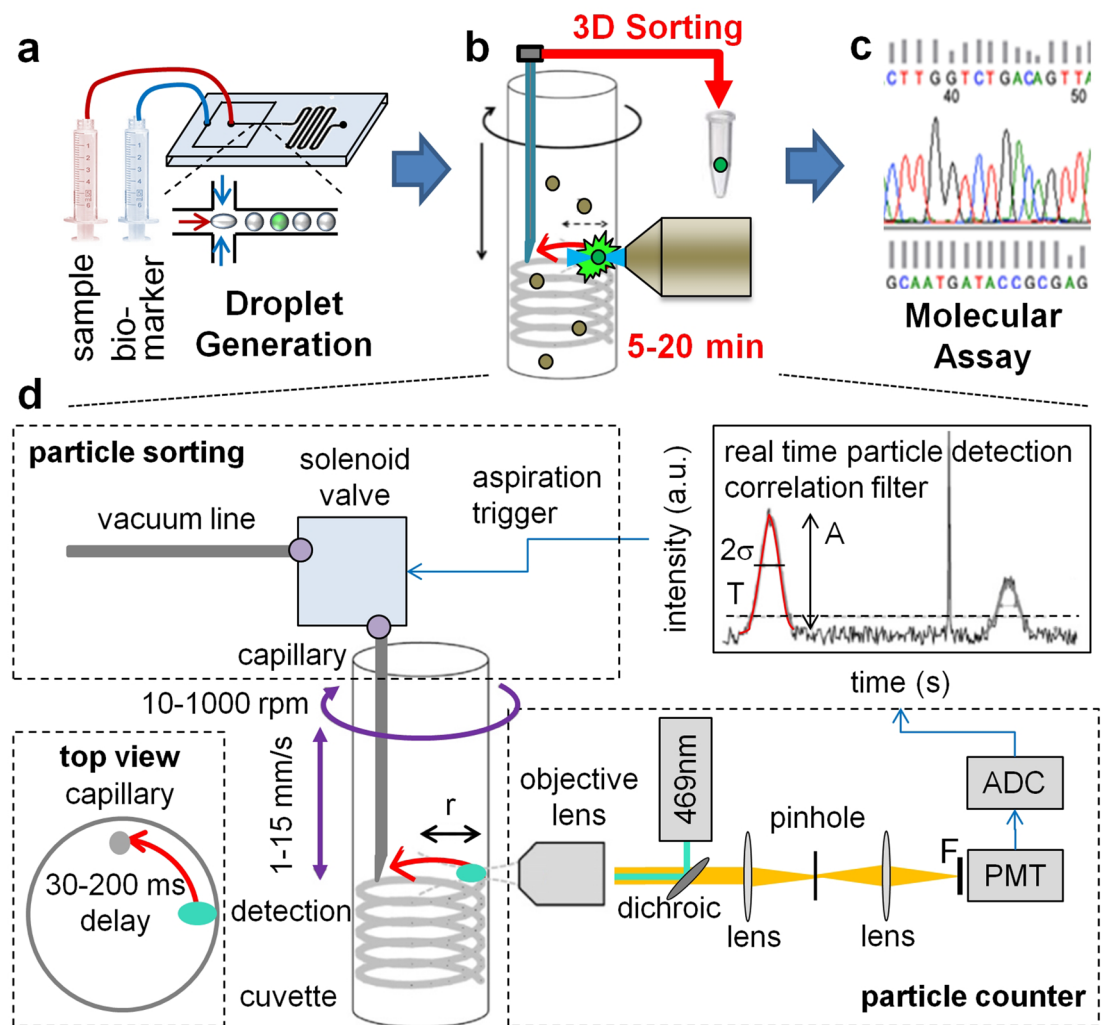 a
sample
bio-
marker
Droplet
Generation
b
3D Sorting
5-20 min
c
CTTGGTCTGACAGTTA
40
50
GCAATGATACCGCGAG
Molecular
Assay
d
particle sorting
solenoid
valve
vacuum line
aspiration
trigger
capillary
real time particle detection
correlation filter
intensity (a.u.)
2σ
A
T
time (s)
10-1000 rpm
1-15 mm/s
r
detection
cuvette
top view
capillary
30-200 ms
delay
objective
lens
469nm
dichroic
lens
pinhole
lens
F
PMT
ADC
particle counter